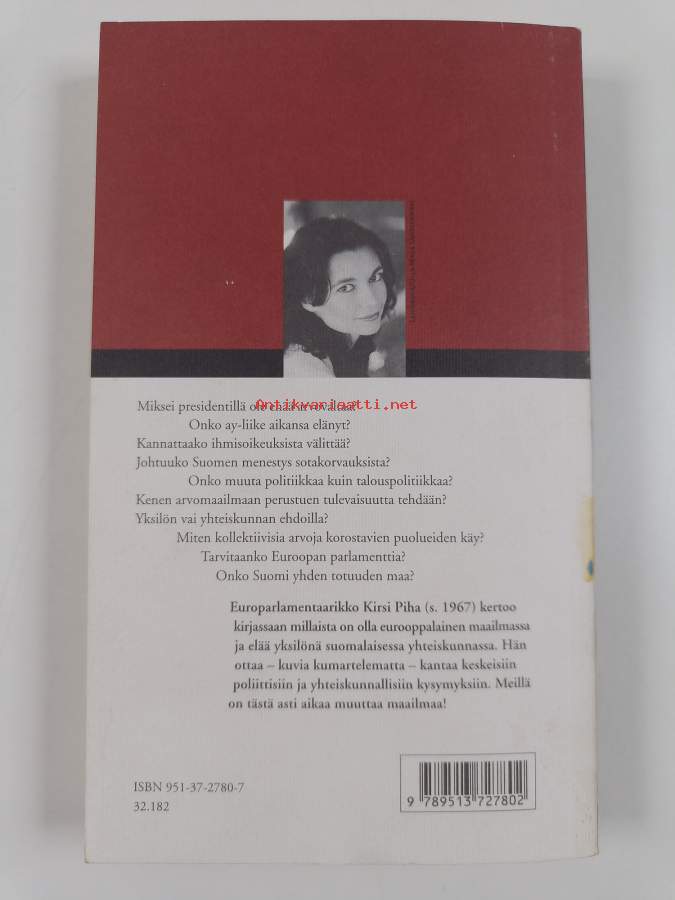 Antikvariaatti.net
Miksei presidentillä ole enää arvovaltaa?
Onko ay-liike aikansa elänyt?
Kannattaako ihmisoikeuksista välittää?
Johtuuko Suomen menestys sotakorvauksista?
Onko muuta politiikkaa kuin talouspolitiikkaa?
Kenen arvomaailmaan perustuen tulevaisuutta tehdään?
Yksilön vai yhteiskunnan ehdoilla?
Miten kollektiivisia arvoja korostavien puolueiden käy?
Tarvitaanko Euroopan parlamenttia?
Onko Suomi yhden totuuden maa?
Europarlamentaarikko Kirsi Piha (s. 1967) kertoo
kirjassaan millaista on olla eurooppalainen maailmassa
ja elää yksilönä suomalaisessa yhteiskunnassa. Hän
ottaa – kuvia kumartelematta – kantaa keskeisiin
poliittisiin ja yhteiskunnallisiin kysymyksiin. Meillä
on tästä asti aikaa muuttaa maailmaa!
ISBN 951-37-2780-7
32.182
9 789513 727802